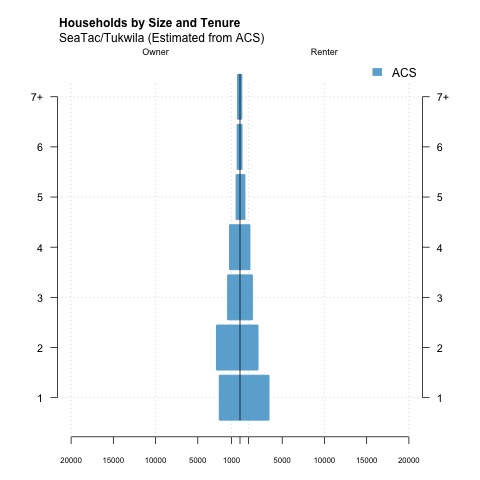 Households by Size and Tenure
SeaTac/Tukwila (Estimated from ACS)
Owner Renter
ACS
7+ 7+
6 6
5 5
4 4
3 3
2 2
1 1
20000 15000 10000 5000 1000 5000 10000 15000 20000